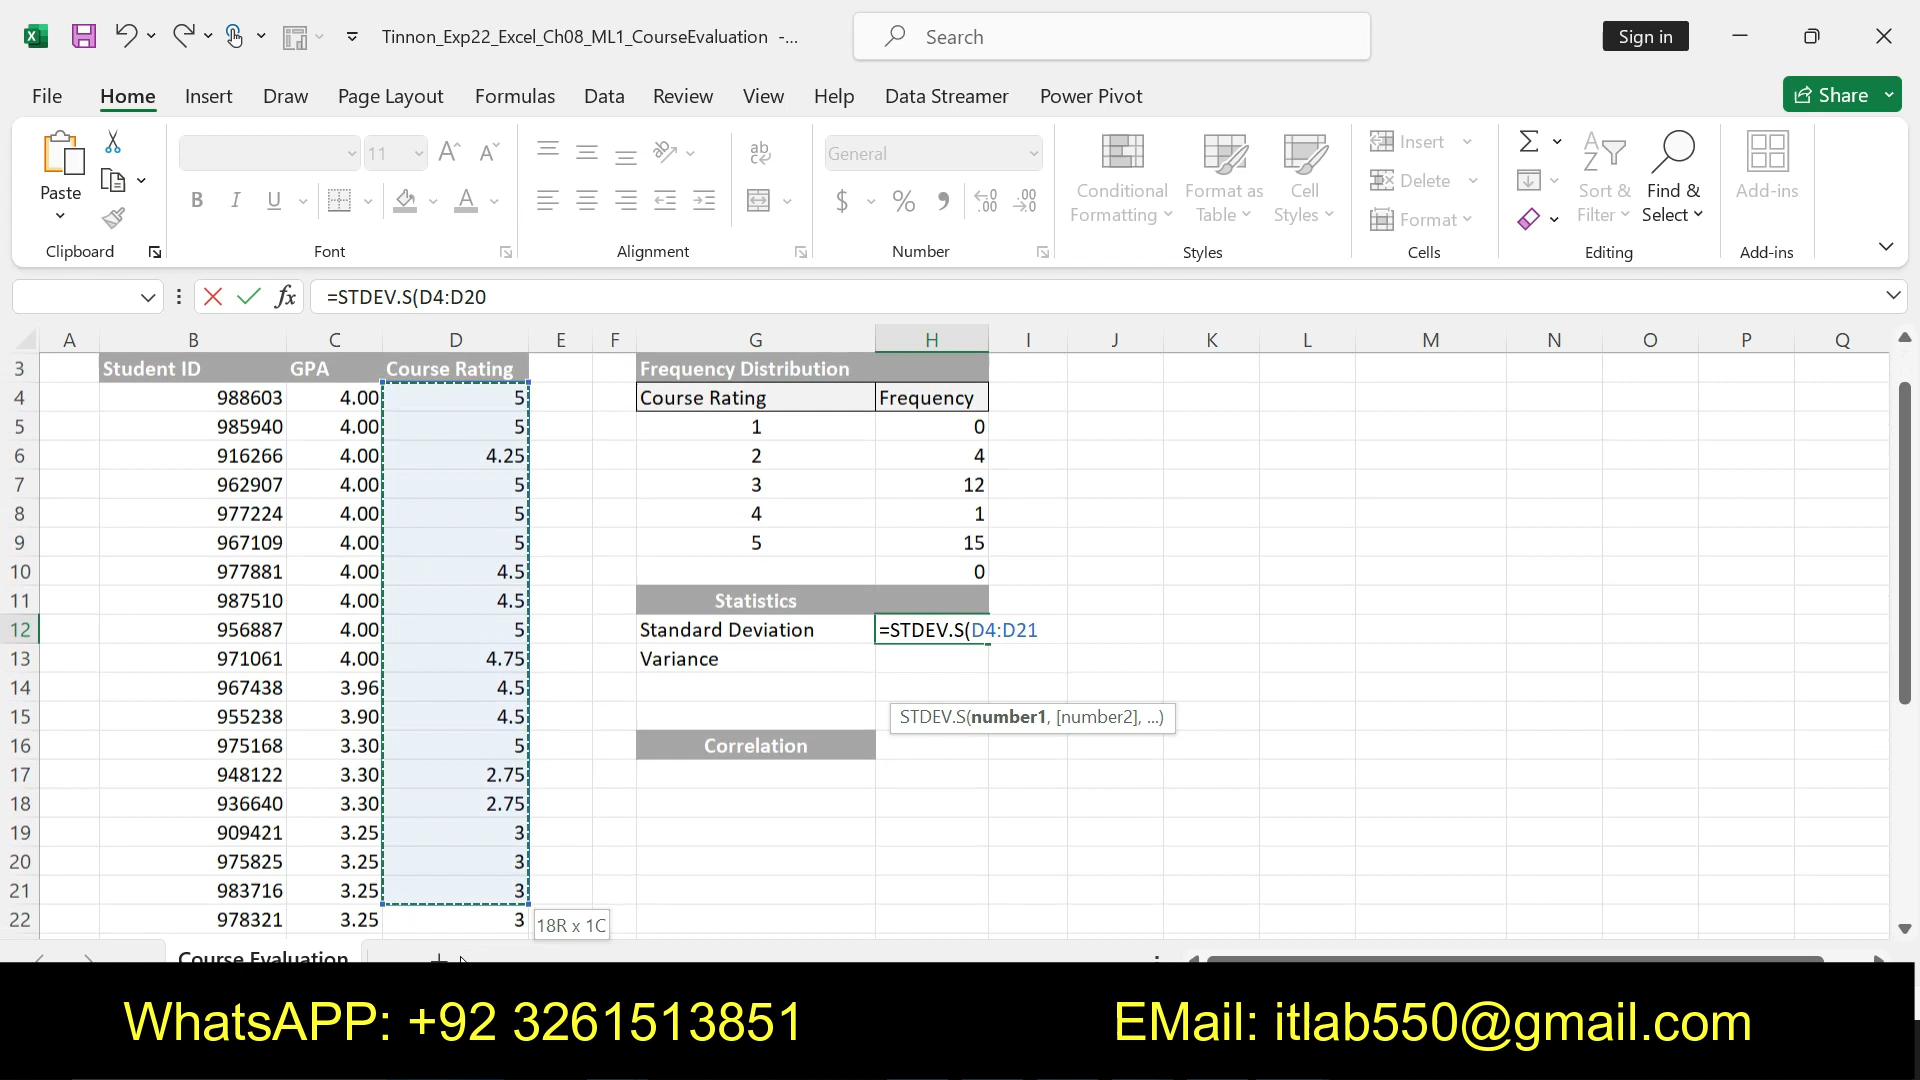 Tinnon_Exp22_Excel_Ch08_ML1_CourseEvaluation -...
Search
Sign in
File Home Insert Draw Page Layout Formulas Data Review View Help Data Streamer Power Pivot
Share
Paste
11
General
Conditional Formatting
Format as Table
Cell Styles
Insert
Delete
Format
Sort & Filter
Find & Select
Add-ins
Clipboard Font Alignment Number Styles Cells Editing Add-ins
=STDEV.S(D4:D20
A B C D E F G H I J K L M N O P Q
3 Student ID GPA Course Rating Frequency Distribution
4 988603 4.00 5 Course Rating Frequency
5 985940 4.00 5 1 0
6 916266 4.00 4.25 2 4
7 962907 4.00 5 3 12
8 977224 4.00 5 4 1
9 967109 4.00 5 5 15
10 977881 4.00 4.5 0
11 987510 4.00 4.5 Statistics
12 956887 4.00 5 Standard Deviation =STDEV.S(D4:D21
13 971061 4.00 4.75 Variance
14 967438 3.96 4.5
15 955238 3.90 4.5
STDEV.S(number1, [number2], ...)
16 975168 3.30 5 Correlation
17 948122 3.30 2.75
18 936640 3.30 2.75
19 909421 3.25 3
20 975825 3.25 3
21 983716 3.25 3
22 978321 3.25 3
18R x 1C
Course Evaluation
WhatsAPP: +92 3261513851 EMail: itlab550@gmail.com